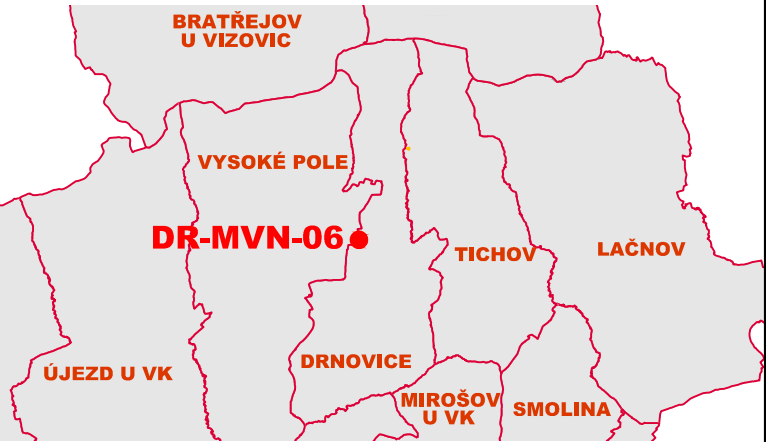 BRATŘEJOV
U VIZOVIC
VYSOKÉ POLE
DR-MVN-06
TICHOV
LAČNOV
DRNOVICE
ÚJEZD U VK
MIROŠOV
U VK
SMOLINA